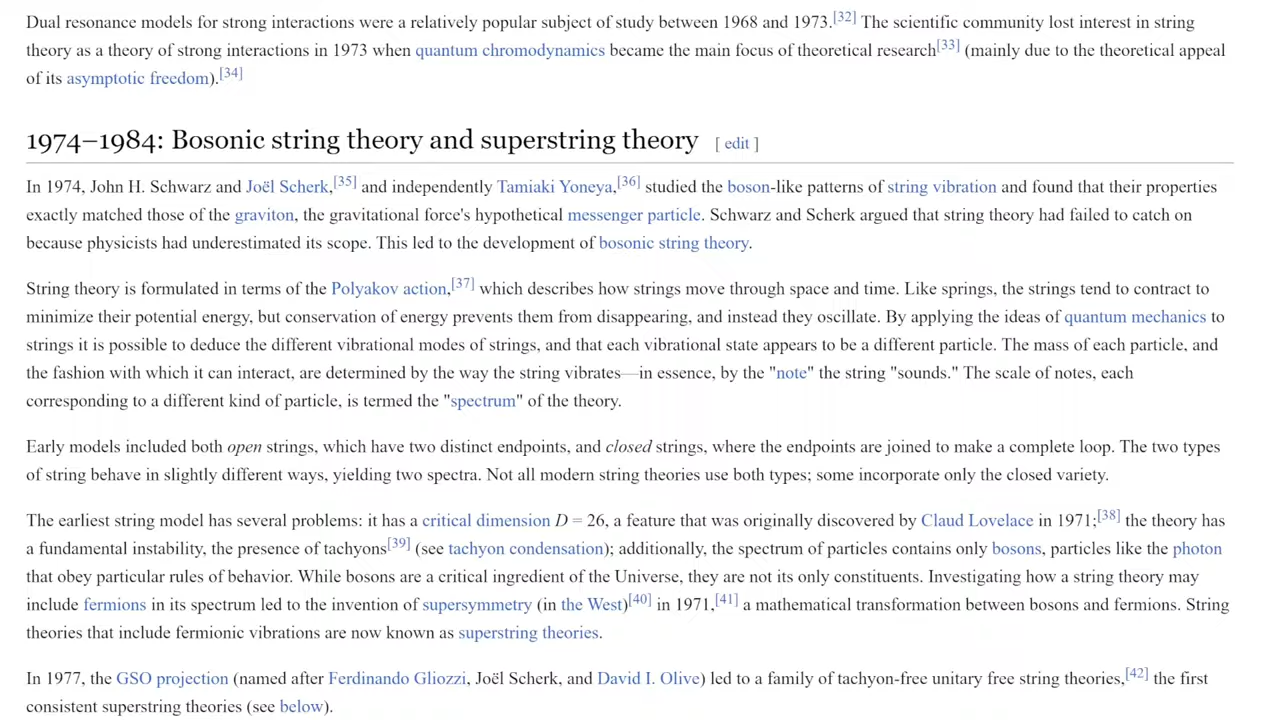 Dual resonance models for strong interactions were a relatively popular subject of study between 1968 and 1973.[32] The scientific community lost interest in string
theory as a theory of strong interactions in 1973 when quantum chromodynamics became the main focus of theoretical research[33] (mainly due to the theoretical appeal
of its asymptotic freedom).[34]
1974–1984: Bosonic string theory and superstring theory [ edit ]
In 1974, John H. Schwarz and Joël Scherk,[35] and independently Tamiaki Yoneya,[36] studied the boson-like patterns of string vibration and found that their properties
exactly matched those of the graviton, the gravitational force's hypothetical messenger particle. Schwarz and Scherk argued that string theory had failed to catch on
because physicists had underestimated its scope. This led to the development of bosonic string theory.
String theory is formulated in terms of the Polyakov action,[37] which describes how strings move through space and time. Like springs, the strings tend to contract to
minimize their potential energy, but conservation of energy prevents them from disappearing, and instead they oscillate. By applying the ideas of quantum mechanics to
strings it is possible to deduce the different vibrational modes of strings, and that each vibrational state appears to be a different particle. The mass of each particle, and
the fashion with which it can interact, are determined by the way the string vibrates—in essence, by the "note" the string "sounds." The scale of notes, each
corresponding to a different kind of particle, is termed the "spectrum" of the theory.
Early models included both open strings, which have two distinct endpoints, and closed strings, where the endpoints are joined to make a complete loop. The two types
of string behave in slightly different ways, yielding two spectra. Not all modern string theories use both types; some incorporate only the closed variety.
The earliest string model has several problems: it has a critical dimension D = 26, a feature that was originally discovered by Claud Lovelace in 1971;[38] the theory has
a fundamental instability, the presence of tachyons[39] (see tachyon condensation); additionally, the spectrum of particles contains only bosons, particles like the photon
that obey particular rules of behavior. While bosons are a critical ingredient of the Universe, they are not its only constituents. Investigating how a string theory may
include fermions in its spectrum led to the invention of supersymmetry (in the West)[40] in 1971,[41] a mathematical transformation between bosons and fermions. String
theories that include fermionic vibrations are now known as superstring theories.
In 1977, the GSO projection (named after Ferdinando Gliozzi, Joël Scherk, and David I. Olive) led to a family of tachyon-free unitary free string theories,[42] the first
consistent superstring theories (see below).